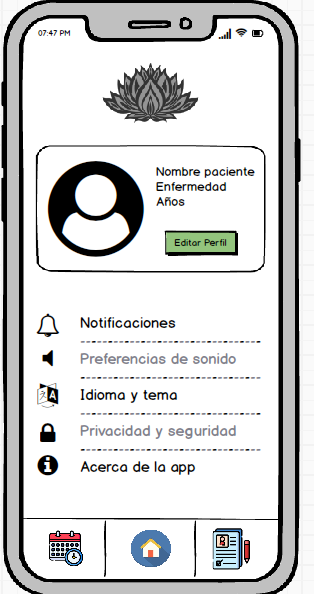 07:47 PM
Nombre paciente
Enfermedad
Años
Editar Perfil
Notificaciones
Preferencias de sonido
Idioma y tema
Privacidad y seguridad
Acerca de la app